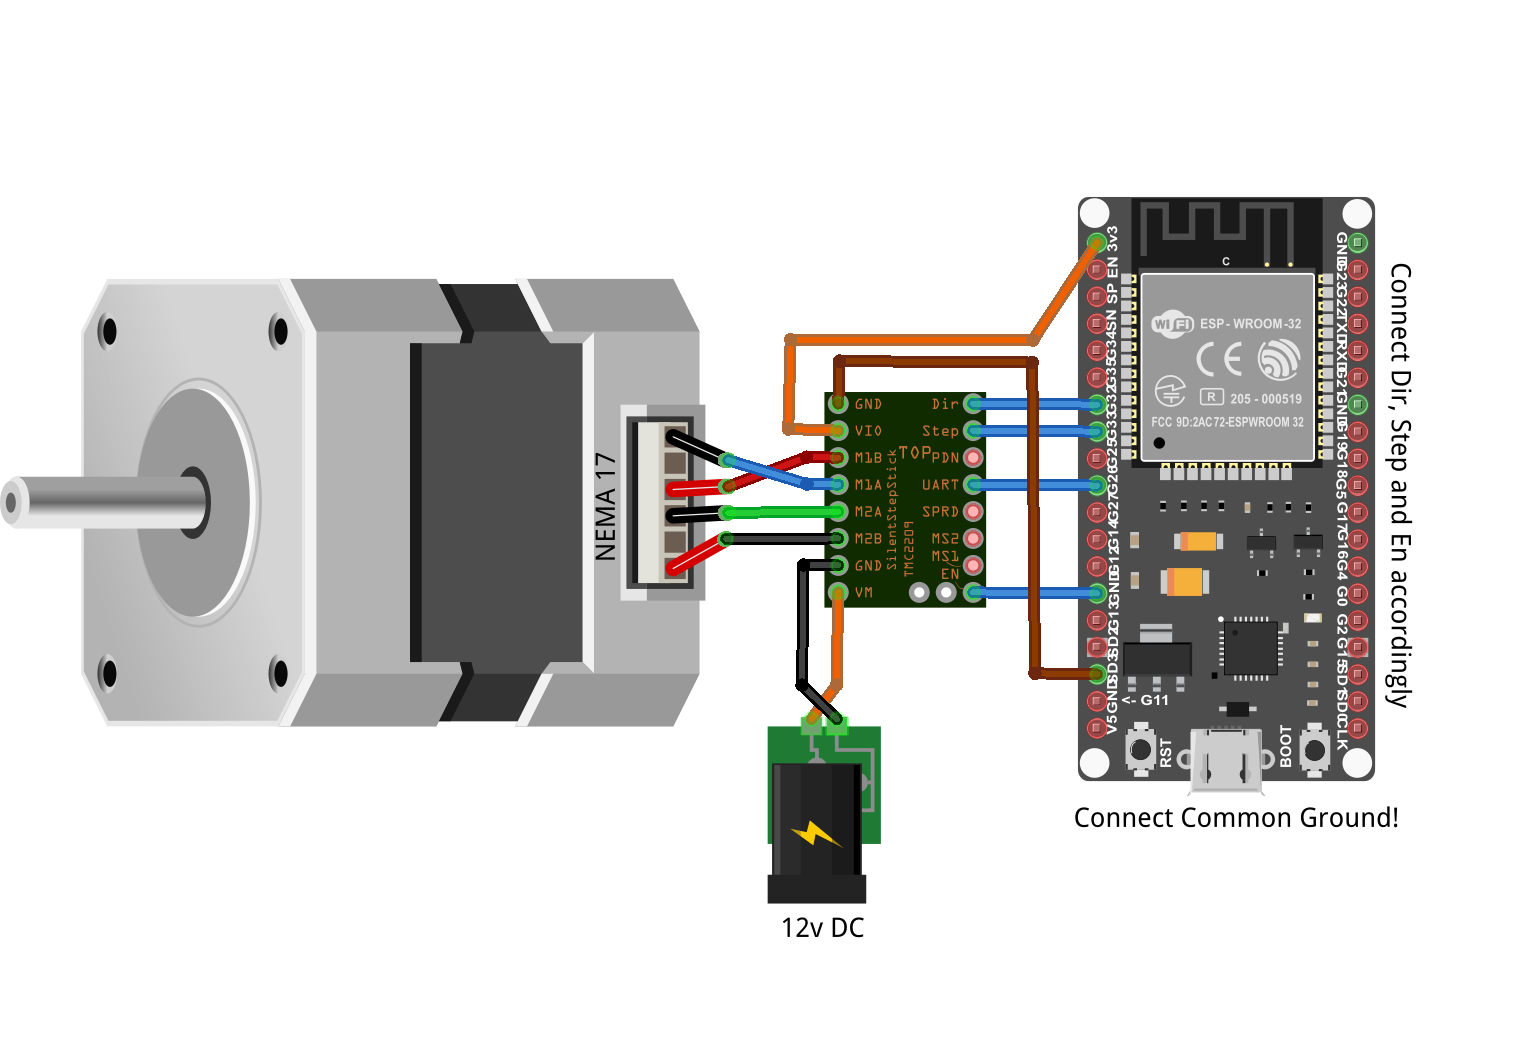 NEMA 17
GND
VIO
M1B
M1A
M2A
M2B
GND
VM
SilentStepStick
TMC2209
TOP
Dir
Step
PDN
UART
SPRD
MS2
MS1
EN
12v DC
3v3
EN
SP
SN
G34
G35
G32
G33
G25
G26
G27
G14
G12
GND
G13
SD2
SD3
GND
V5
<- G11
C
WiFi
ESP - WROOM -32
CE
R
205 - 000519
FCC 9D:2AC72-ESPWROOM 32
RST
BOOT
GND
G23
G22
TXD
RXD
G21
GND
G19
G18
G5
G17
G16
G4
G0
G2
G15
SD1
SD0
CLK
Connect Dir, Step and En accordingly
Connect Common Ground!